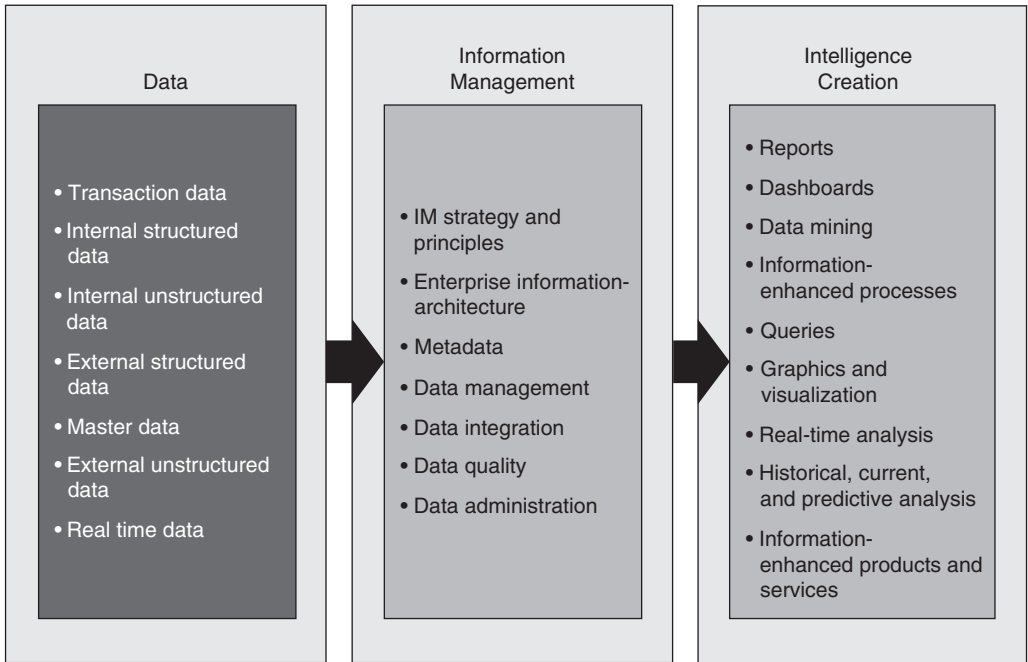 Data
• Transaction data
• Internal structured
data
• Internal unstructured
data
• External structured
data
• Master data
• External unstructured
data
• Real time data
Information
Management
• IM strategy and
principles
• Enterprise information-
architecture
• Metadata
• Data management
• Data integration
• Data quality
• Data administration
Intelligence
Creation
• Reports
• Dashboards
• Data mining
• Information-
enhanced processes
• Queries
• Graphics and
visualization
• Real-time analysis
• Historical, current,
and predictive analysis
• Information-
enhanced products and
services